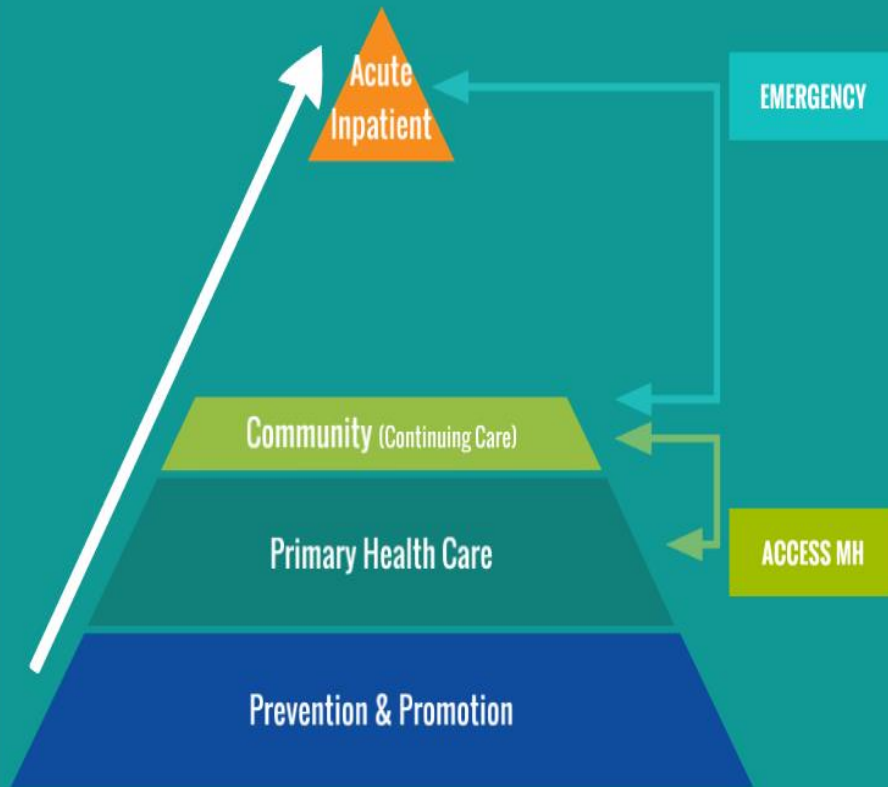 Acute
Inpatient
EMERGENCY
Community (Continuing Care)
Primary Health Care
ACCESS MH
Prevention & Promotion